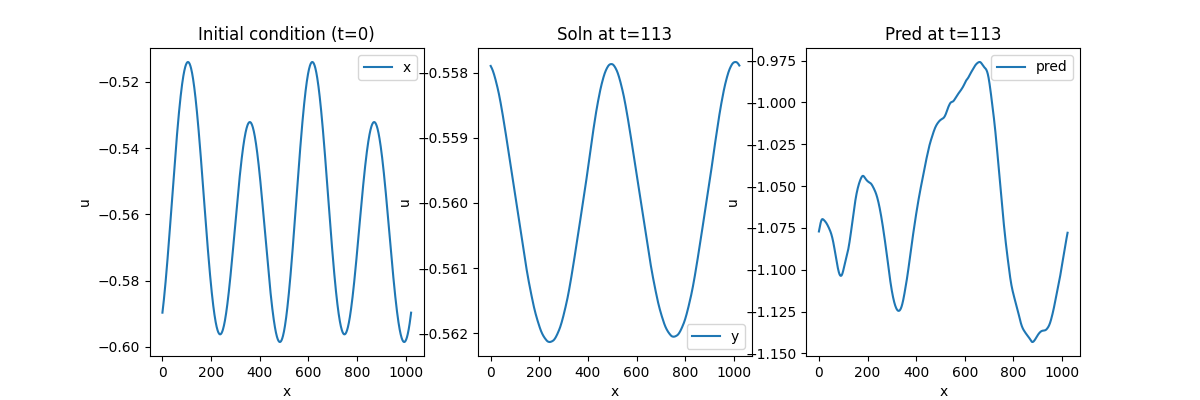 Initial condition (t=0)
x
−0.52
−0.54
−0.56
−0.58
−0.60
u
0 200 400 600 800 1000
x
Soln at t=113
−0.558
−0.559
−0.560
−0.561
−0.562
u
y
0 200 400 600 800 1000
x
Pred at t=113
pred
−0.975
−1.000
−1.025
−1.050
−1.075
−1.100
−1.125
−1.150
u
0 200 400 600 800 1000
x